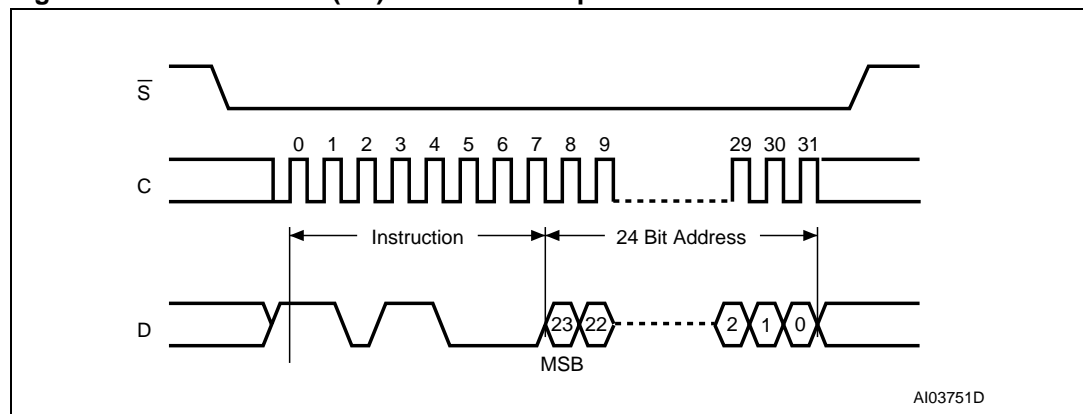 S
0 1 2 3 4 5 6 7 8 9 29 30 31
C
Instruction 24 Bit Address
D 23 22 2 1 0
MSB
AI03751D